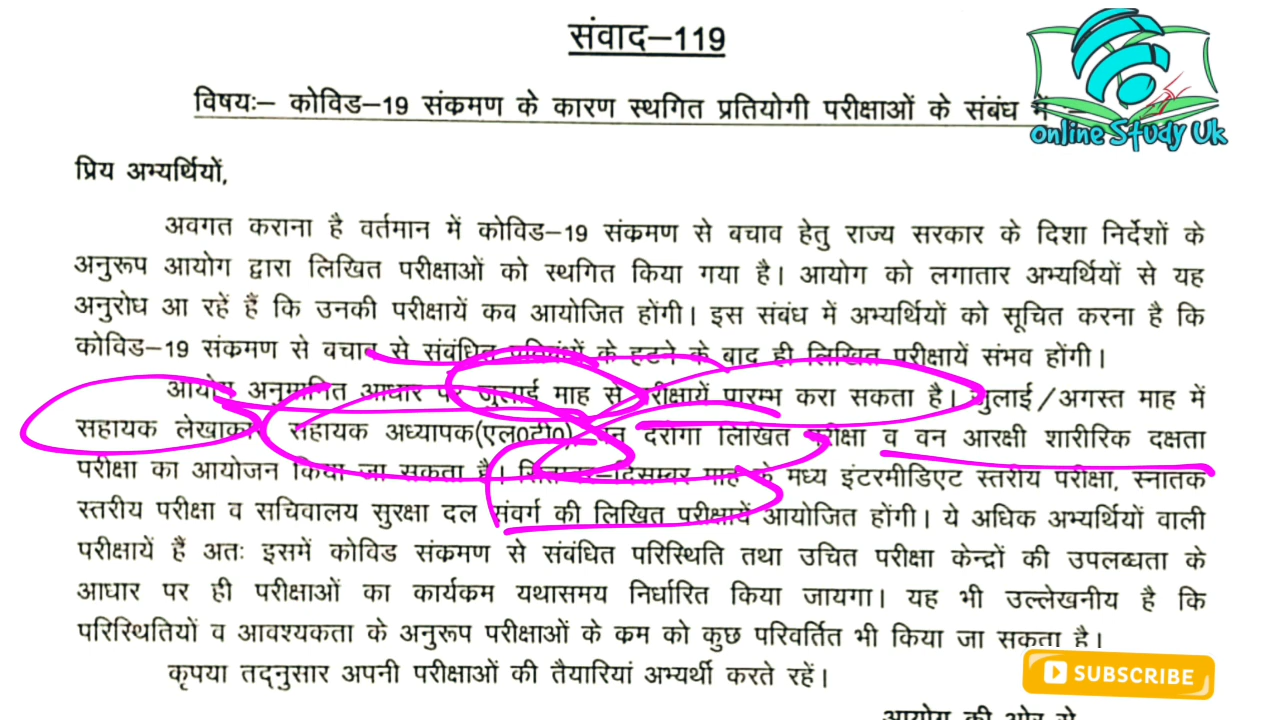 संवाद–119
विषयः– कोविड–19 संक्रमण के कारण स्थगित प्रतियोगी परीक्षाओं के संबंध में
Online Study Uk
प्रिय अभ्यर्थियों,
अवगत कराना है वर्तमान में कोविड–19 संक्रमण से बचाव हेतु राज्य सरकार के दिशा निर्देशों के
अनुरूप आयोग द्वारा लिखित परीक्षाओं को स्थगित किया गया है। आयोग को लगातार अभ्यर्थियों से यह
अनुरोध आ रहें हैं कि उनकी परीक्षायें कब आयोजित होंगी। इस संबंध में अभ्यर्थियों को सूचित करना है कि
कोविड–19 संक्रमण से बचाव से संबंधित प्रतिबंधों के हटने के बाद ही लिखित परीक्षायें संभव होंगी।
आयोग अनुमानित आधार पर जुलाई माह से परीक्षायें प्रारम्भ करा सकता है। जुलाई/अगस्त माह में
सहायक लेखाकार सहायक अध्यापक(एल0टी0) वन दरोगा लिखित परीक्षा व वन आरक्षी शारीरिक दक्षता
परीक्षा का आयोजन किया जा सकता है। सितम्बर–दिसम्बर माह के मध्य इंटरमीडिएट स्तरीय परीक्षा, स्नातक
स्तरीय परीक्षा व सचिवालय सुरक्षा दल संवर्ग की लिखित परीक्षायें आयोजित होंगी। ये अधिक अभ्यर्थियों वाली
परीक्षायें हैं अतः इसमें कोविड संक्रमण से संबंधित परिस्थिति तथा उचित परीक्षा केन्द्रों की उपलब्धता के
आधार पर ही परीक्षाओं का कार्यक्रम यथासमय निर्धारित किया जायगा। यह भी उल्लेखनीय है कि
परिस्थितियों व आवश्यकता के अनुरूप परीक्षाओं के क्रम को कुछ परिवर्तित भी किया जा सकता है।
कृपया तद्नुसार अपनी परीक्षाओं की तैयारियां अभ्यर्थी करते रहें।
SUBSCRIBE
आयोग की ओर से